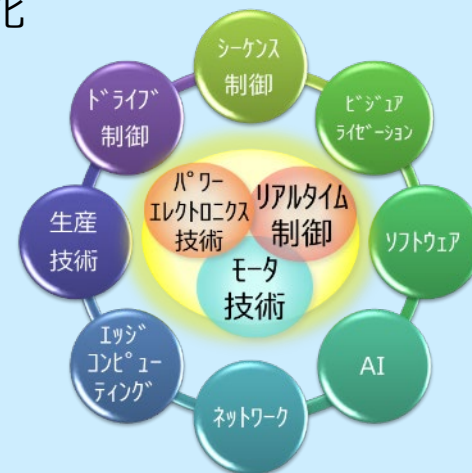 化
シーケンス
制御
ﾋﾞｼﾞｭｱ
ﾗｲｾﾞｰｼｮﾝ
ソフトウェア
AI
ネットワーク
ｴｯｼﾞ
ｺﾝﾋﾟｭｰ
ﾃｨﾝｸﾞ
生産
技術
ﾄﾞﾗｲﾌﾞ
制御
ﾊﾟﾜｰ
ｴﾚｸﾄﾛﾆｸｽ
技術
リアルタイム
制御
モータ
技術